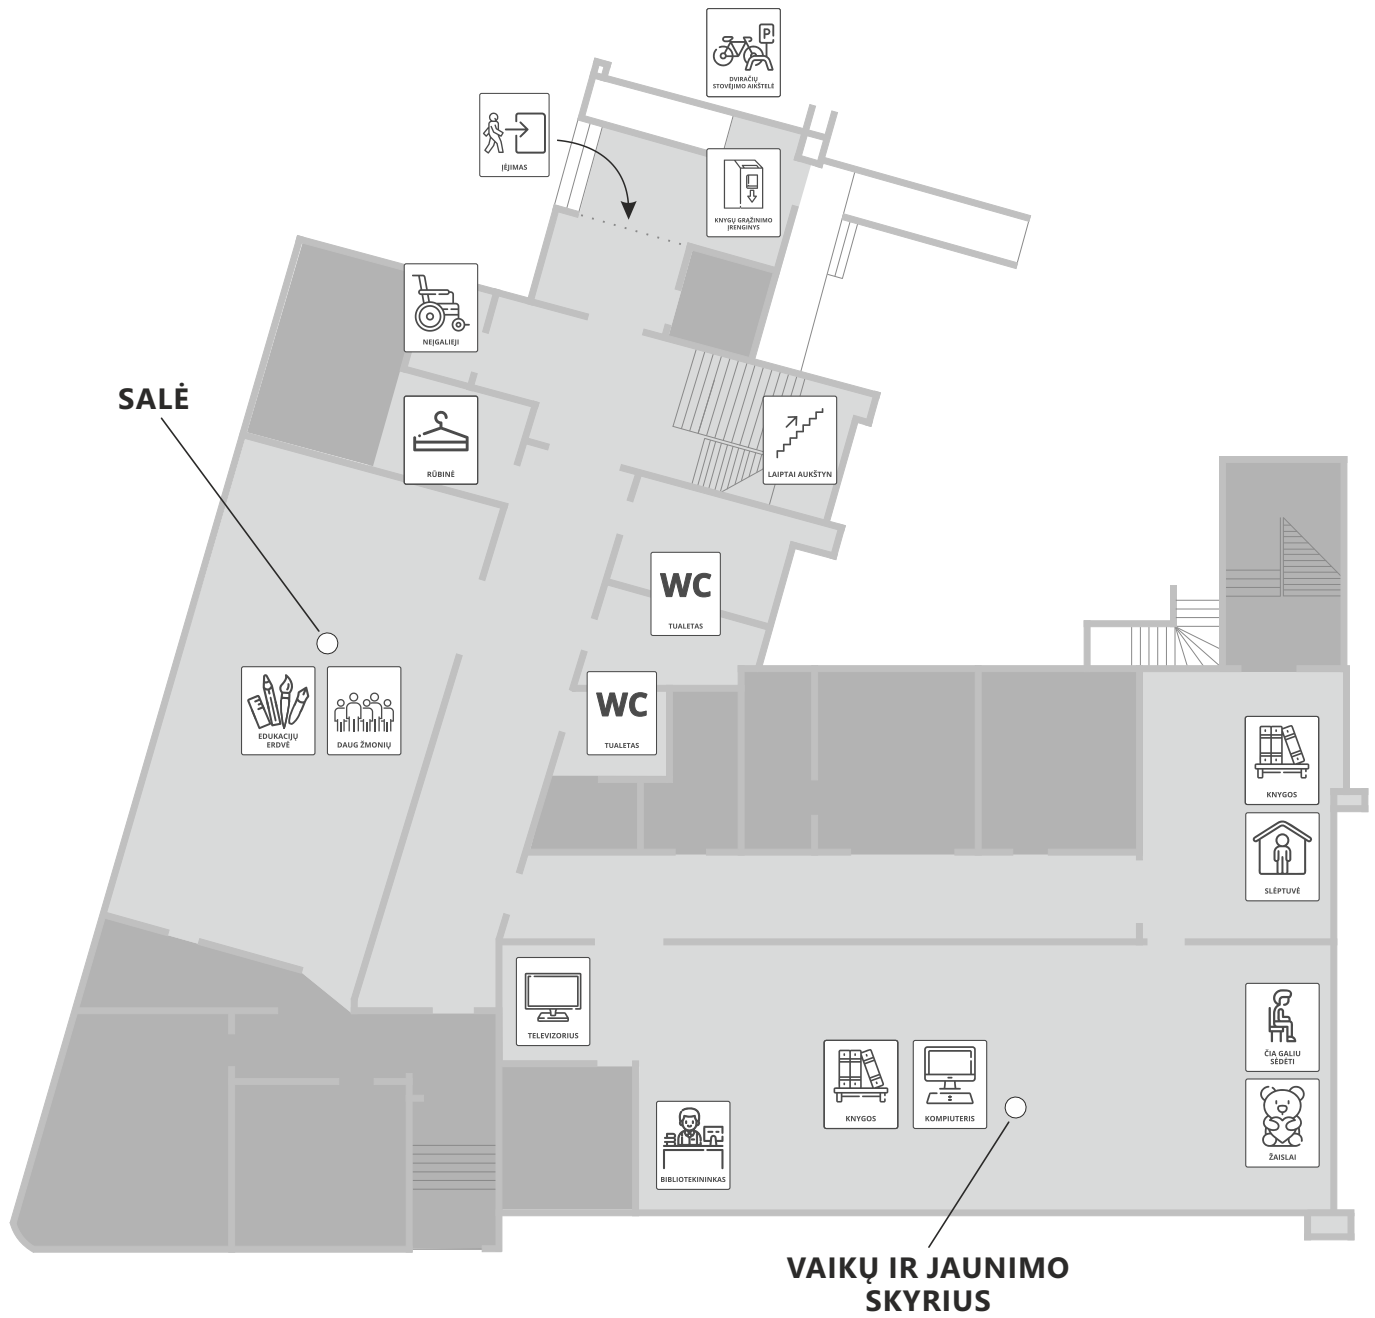 P
DVIRAČIŲ
STOVĖJIMO AIKŠTELĖ
ĮĖJIMAS
KNYGŲ GRĄŽINIMO
ĮRENGINYS
NEĮGALIEJI
SALĖ
RŪBINĖ
LAIPTAI AUKŠTYN
WC
TUALETAS
WC
TUALETAS
EDUKACIJŲ
ERDVĖ
DAUG ŽMONIŲ
KNYGOS
SLĖPTUVĖ
TELEVIZORIUS
ČIA GALIU
SĖDĖTI
KNYGOS
KOMPIUTERIS
ŽAISLAI
BIBLIOTEKININKAS
VAIKŲ IR JAUNIMO
SKYRIUS